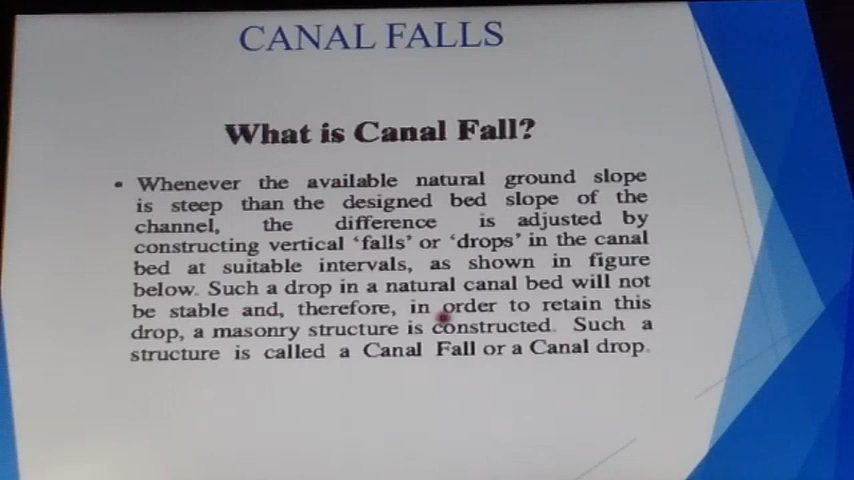 CANAL FALLS
What is Canal Fall?
• Whenever the available natural ground slope
is steep than the designed bed slope of the
channel, the difference is adjusted by
constructing vertical ‘falls’ or ‘drops’ in the canal
bed at suitable intervals, as shown in figure
below. Such a drop in a natural canal bed will not
be stable and, therefore, in order to retain this
drop, a masonry structure is constructed. Such a
structure is called a Canal Fall or a Canal drop.